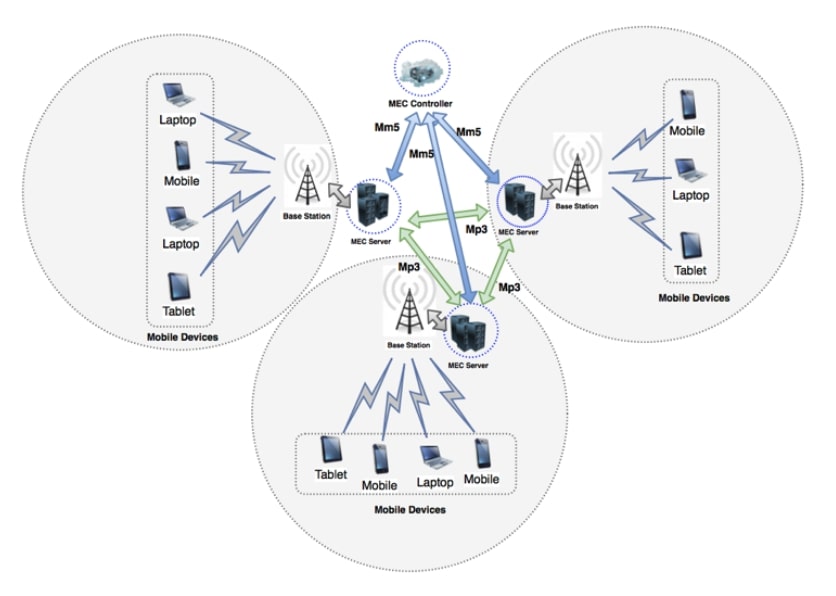 MEC Controller
Mm5
Mm5
Mm5
Laptop
Mobile
Laptop
Tablet
Mobile Devices
Base Station
MEC Server
Mp3
Mp3
Mp3
MEC Server
Base Station
Mobile
Laptop
Tablet
Mobile Devices
Base Station
MEC Server
Tablet
Mobile
Laptop
Mobile
Mobile Devices